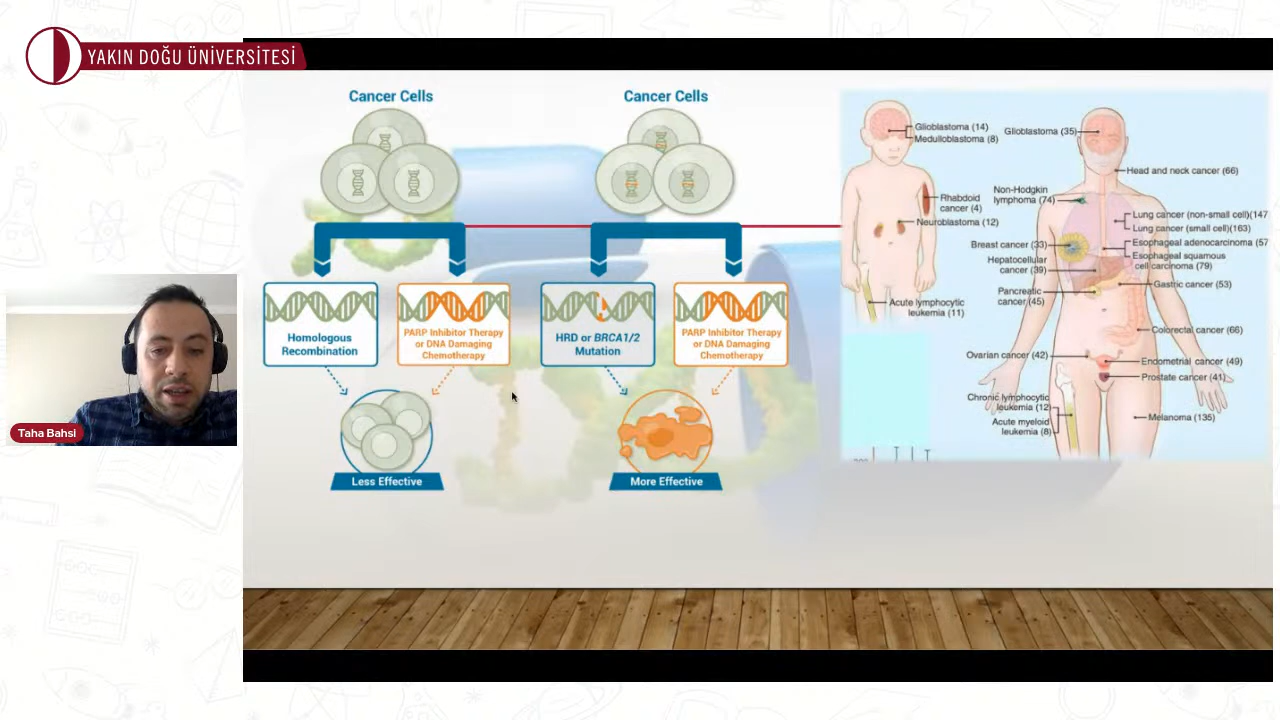 YAKIN DOĞU ÜNİVERSİTESİ
Taha Bahsi
Cancer Cells
Homologous
Recombination
PARP Inhibitor Therapy
or DNA Damaging
Chemotherapy
Less Effective
Cancer Cells
HRD or BRCA1/2
Mutation
PARP Inhibitor Therapy
or DNA Damaging
Chemotherapy
More Effective
Glioblastoma (14)
Medulloblastoma (8)
Rhabdoid
cancer (4)
Neuroblastoma (12)
Acute lymphocytic
leukemia (11)
Glioblastoma (35)
Head and neck cancer (66)
Non-Hodgkin
lymphoma (74)
Lung cancer (non-small cell)(147
Lung cancer (small cell)(163)
Breast cancer (33)
Esophageal adenocarcinoma (57
Hepatocellular
cancer (39)
Esophageal squamous
cell carcinoma (79)
Gastric cancer (53)
Pancreatic
cancer (45)
Colorectal cancer (66)
Ovarian cancer (42)
Endometrial cancer (49)
Prostate cancer (41)
Chronic lymphocytic
leukemia (12)
Melanoma (135)
Acute myeloid
leukemia (8)